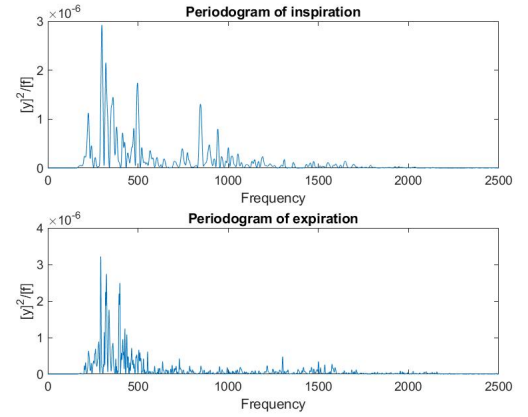 Periodogram of inspiration
×10^-6
3
2
1
0
[y]^2/[f]
0 500 1000 1500 2000 2500
Frequency
Periodogram of expiration
×10^-6
4
3
2
1
0
[y]^2/[f]
0 500 1000 1500 2000 2500
Frequency